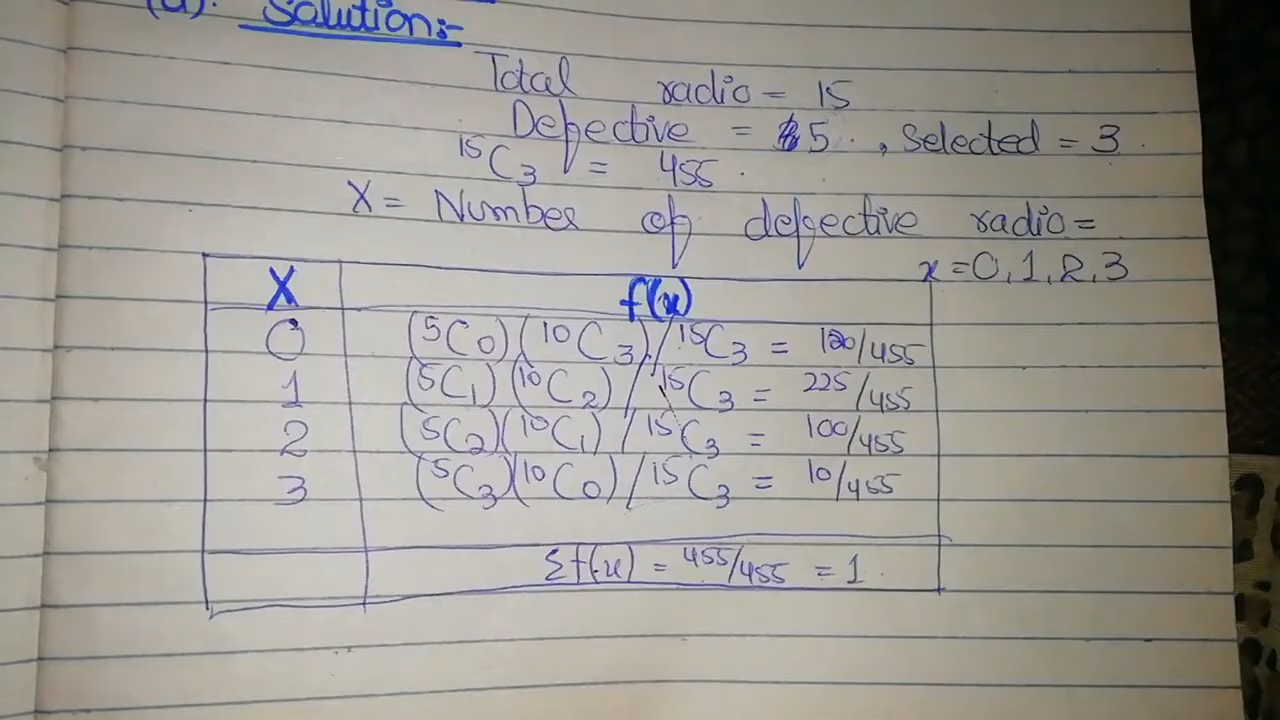 (a). Solution:-
Total radio = 15
Defective = 5. , Selected = 3.
¹⁵C₃ = 455.
X = Number of defective radio =
x = 0, 1, 2, 3
X f(x)
0 (⁵C₀)(¹⁰C₃)/¹⁵C₃ = 120/455
1 (⁵C₁)(¹⁰C₂)/¹⁵C₃ = 225/455
2 (⁵C₂)(¹⁰C₁)/¹⁵C₃ = 100/455
3 (⁵C₃)(¹⁰C₀)/¹⁵C₃ = 10/455
Σf(x) = 455/455 = 1.